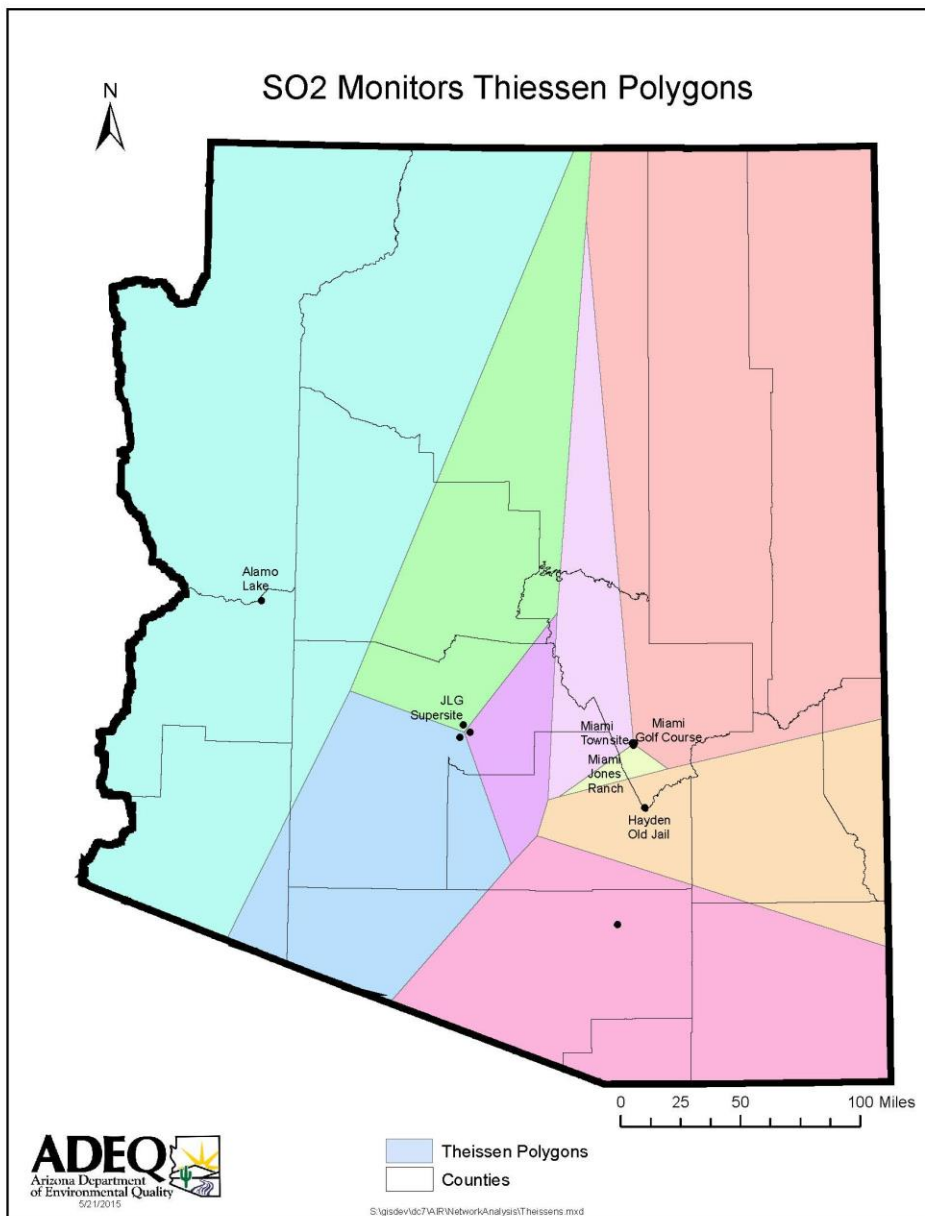 SO2 Monitors Thiessen Polygons
N
Alamo
Lake
JLG
Supersite
Miami
Townsite
Miami
Golf Course
Miami
Jones
Ranch
Hayden
Old Jail
0 25 50 100 Miles
ADEQ
Arizona Department
of Environmental Quality
5/21/2015
Theissen Polygons
Counties
S:\gisdev\dc7\AIR\NetworkAnalysis\Theissens.mxd